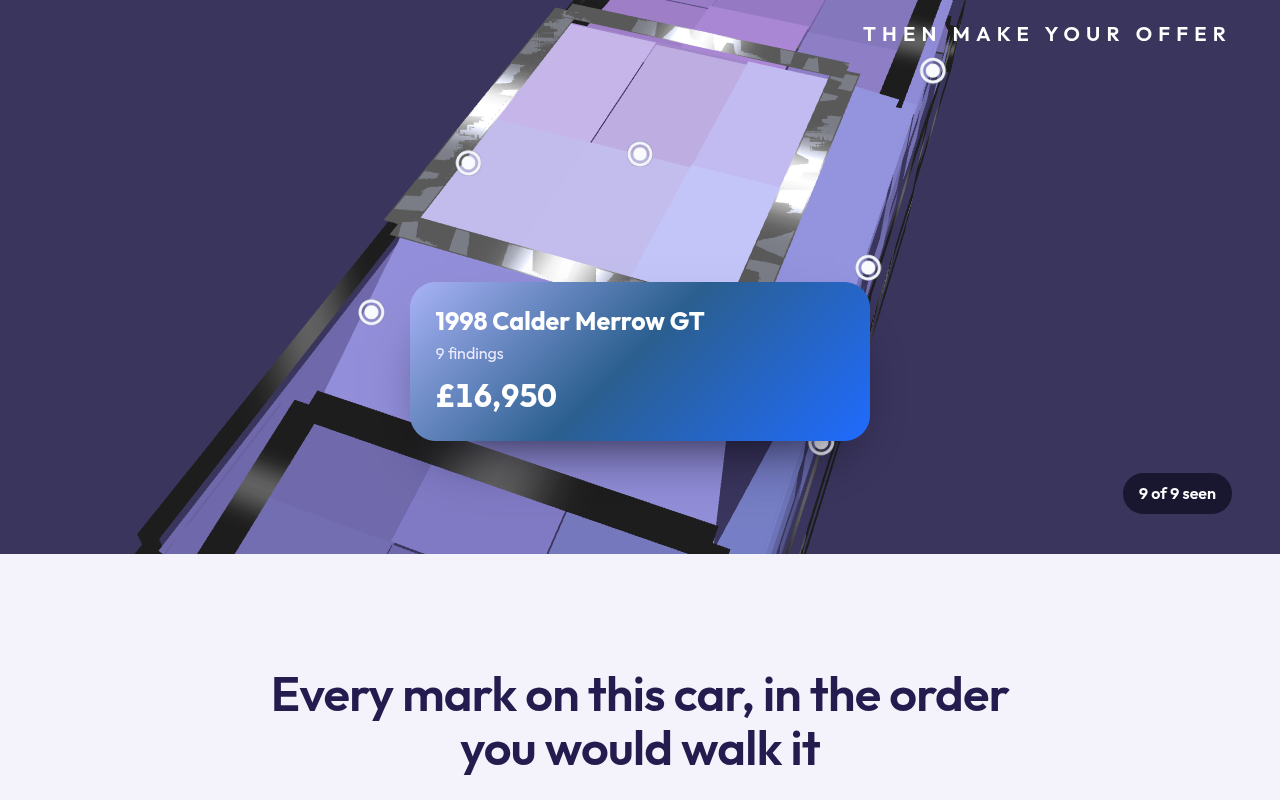 THEN MAKE YOUR OFFER
1998 Calder Merrow GT
9 findings
£16,950
9 of 9 seen
Every mark on this car, in the order
you would walk it